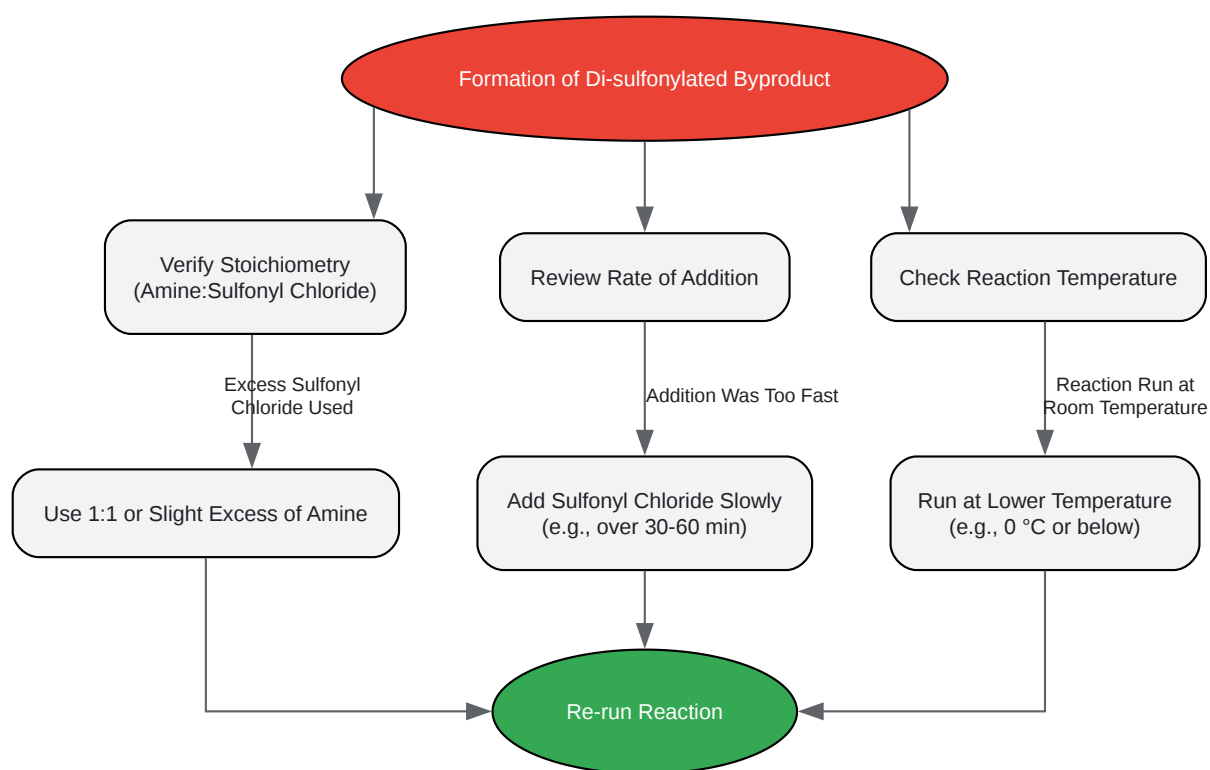 Formation of Di-sulfonylated Byproduct
Verify Stoichiometry
(Amine:Sulfonyl Chloride)
Review Rate of Addition
Check Reaction Temperature
Excess Sulfonyl
Chloride Used
Addition Was Too Fast
Reaction Run at
Room Temperature
Use 1:1 or Slight Excess of Amine
Add Sulfonyl Chloride Slowly
(e.g., over 30-60 min)
Run at Lower Temperature
(e.g., 0 °C or below)
Re-run Reaction